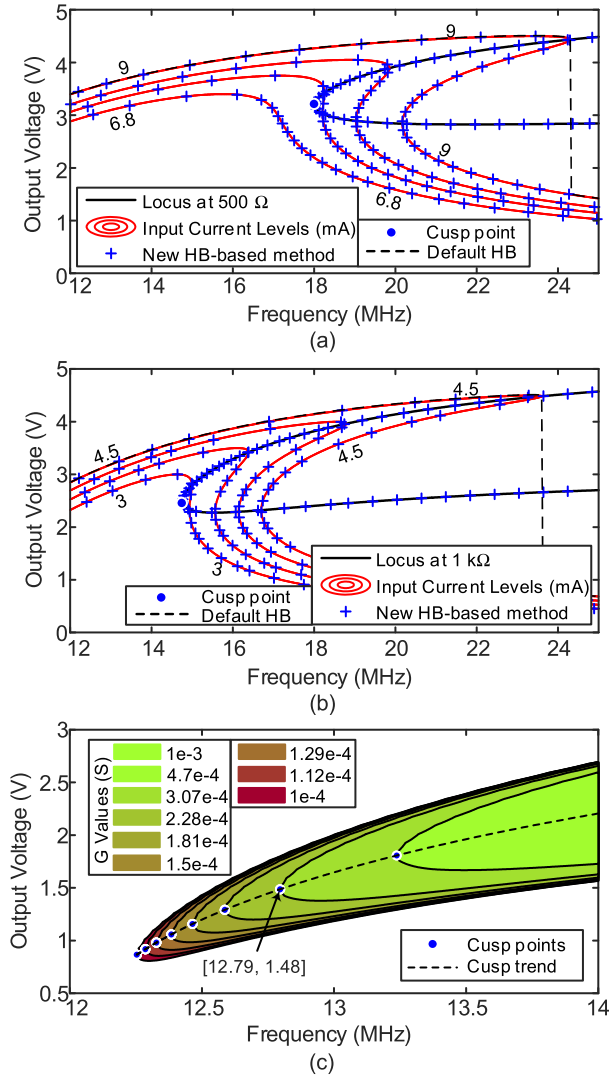 5
4
3
2
1
0
Output Voltage (V)
9
6.8
9
6.8
Locus at 500 Ω
Input Current Levels (mA)
New HB-based method
Cusp point
Default HB
12 14 16 18 20 22 24
Frequency (MHz)
(a)
5
4
3
2
1
0
Output Voltage (V)
4.5
4.5
4.5
3
3
Locus at 1 kΩ
Input Current Levels (mA)
New HB-based method
Cusp point
Default HB
12 14 16 18 20 22 24
Frequency (MHz)
(b)
3
2.5
2
1.5
1
0.5
Output Voltage (V)
G Values (S)
1e-3
4.7e-4
3.07e-4
2.28e-4
1.81e-4
1.5e-4
1.29e-4
1.12e-4
1e-4
[12.79, 1.48]
Cusp points
Cusp trend
12 12.5 13 13.5 14
Frequency (MHz)
(c)